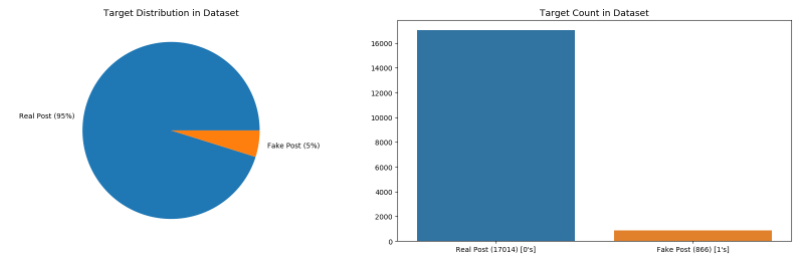 Target Distribution in Dataset
Real Post (95%)
Fake Post (5%)
Target Count in Dataset
16000
14000
12000
10000
8000
6000
4000
2000
0
Real Post (17014) [0's]
Fake Post (866) [1's]